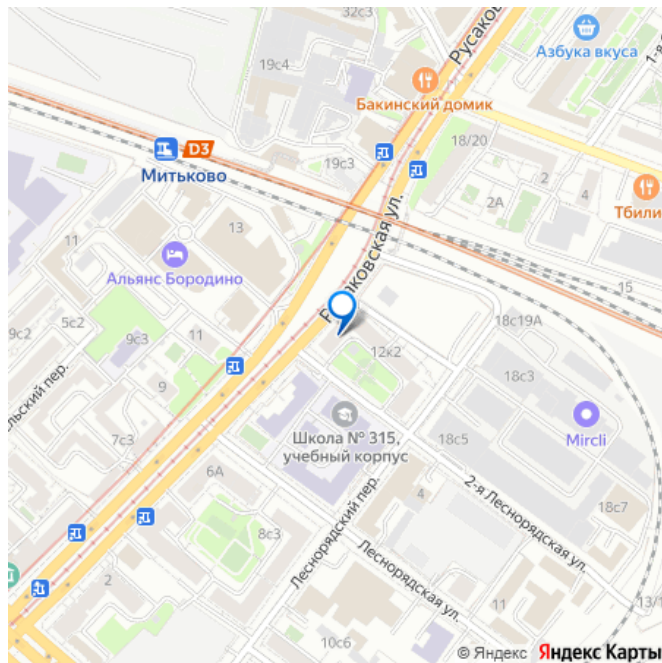 32с3
Русаков
1-я
Азбука вкуса
19с4
Бакинский домик
18/20
D3
Митьково
19с3
2
4
2А
Тбили
Русаковская ул.
11
13
Альянс Бородино
15
18с19А
5с2
9с2
9с3
11
12к2
18с3
9
ельский пер.
Школа № 315,
учебный корпус
Mircli
7с3
18с5
6А
2-я Леснорядская ул.
4
18с7
8с3
Леснорядский пер.
Леснорядская ул.
2
11
13/1
10с6
© Яндекс Яндекс Карты